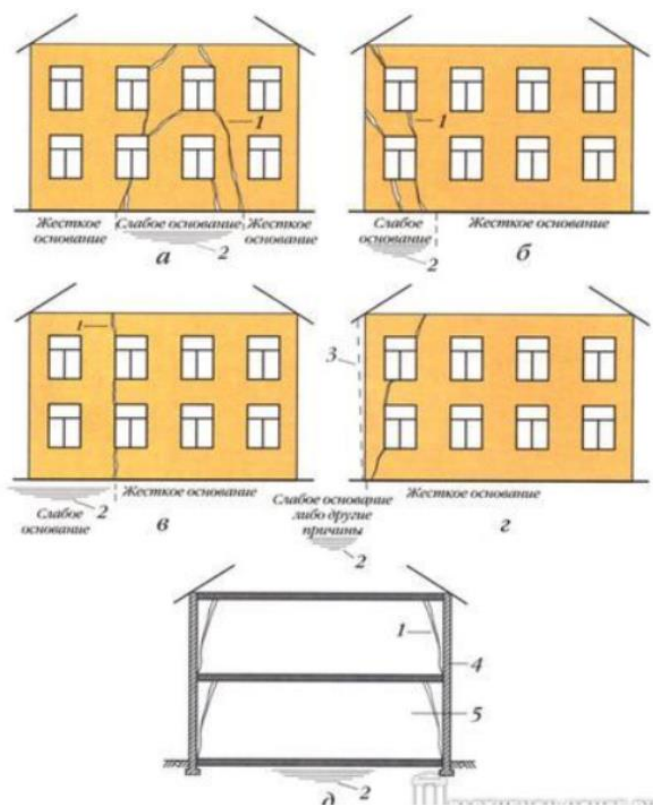 1
Жесткое основание
Слабое основание
Жесткое основание
2
а
1
Слабое основание
Жесткое основание
2
б
1
Жесткое основание
2
Слабое основание
в
3
Слабое основание либо другие причины
Жесткое основание
2
г
1
4
5
2
д